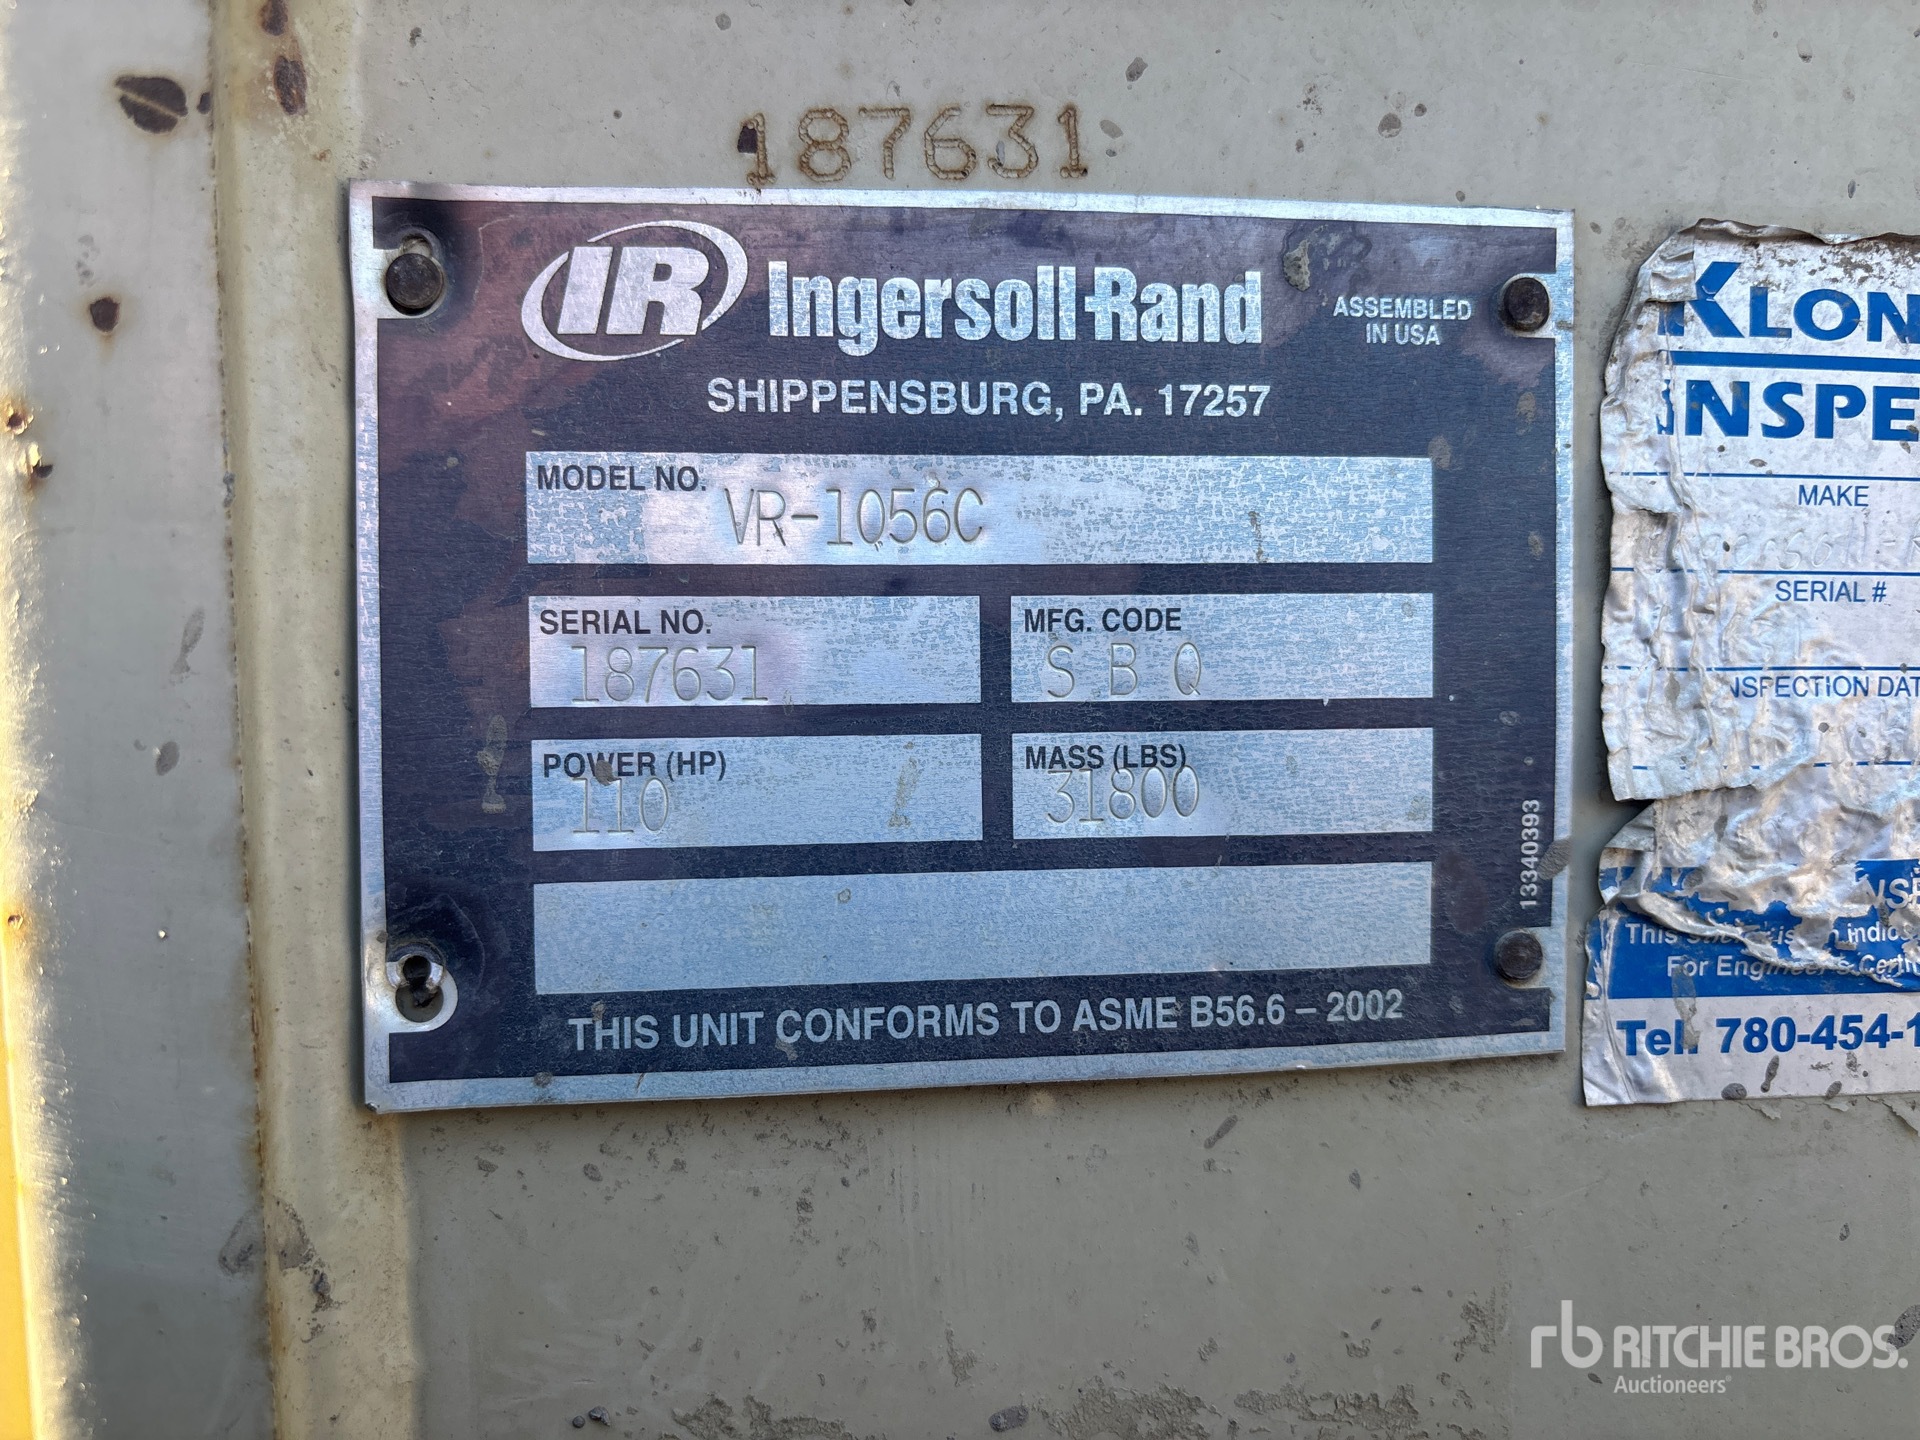 187631
IR Ingersoll-Rand
ASSEMBLED
IN USA
SHIPPENSBURG, PA. 17257
MODEL NO. VR-1056C
SERIAL NO.
187631
MFG. CODE
S B Q
POWER (HP)
110
MASS (LBS)
31800
13340393
THIS UNIT CONFORMS TO ASME B56.6 – 2002
KLON
INSPE
MAKE
SERIAL #
NSPECTION DAT
For Engineer's
Tel. 780-454-1
rb RITCHIE BROS.
Auctioneers